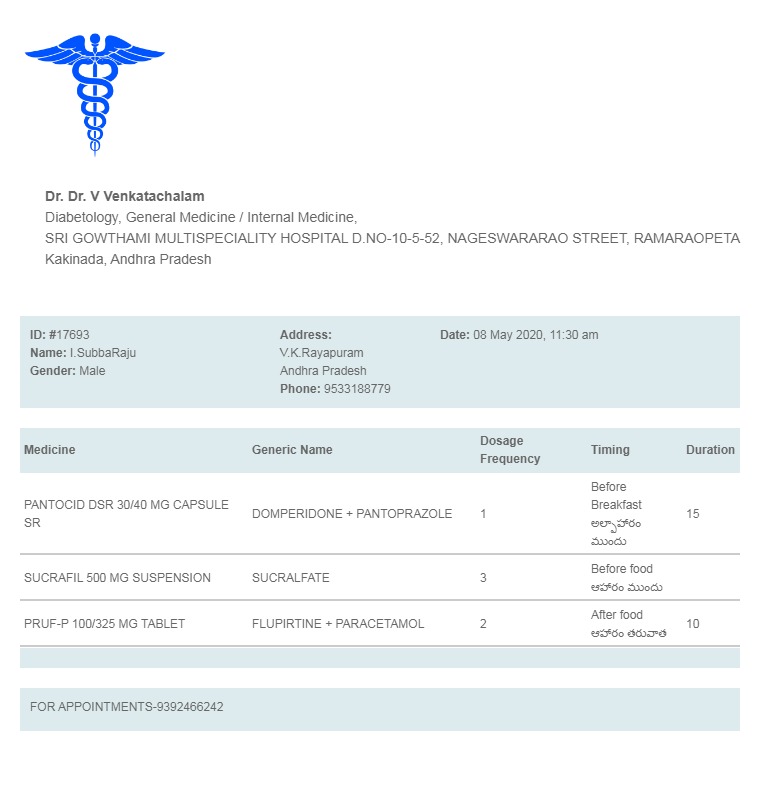 Dr. Dr. V Venkatachalam
Diabetology, General Medicine / Internal Medicine,
SRI GOWTHAMI MULTISPECIALITY HOSPITAL D.NO-10-5-52, NAGESWARARAO STREET, RAMARAOPETA
Kakinada, Andhra Pradesh
ID: #17693
Name: I.SubbaRaju
Gender: Male
Address:
V.K.Rayapuram
Andhra Pradesh
Phone: 9533188779
Date: 08 May 2020, 11:30 am
Medicine Generic Name Dosage Frequency Timing Duration
PANTOCID DSR 30/40 MG CAPSULE SR DOMPERIDONE + PANTOPRAZOLE 1 Before Breakfast అల్పాహారం ముందు 15
SUCRAFIL 500 MG SUSPENSION SUCRALFATE 3 Before food ఆహారం ముందు
PRUF-P 100/325 MG TABLET FLUPIRTINE + PARACETAMOL 2 After food ఆహారం తరువాత 10
FOR APPOINTMENTS-9392466242